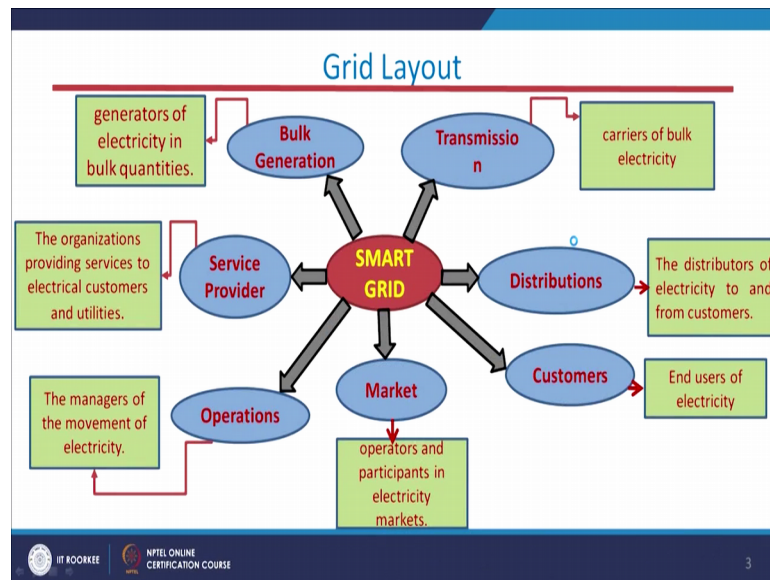 Grid Layout
generators of
electricity in
bulk quantities.
Bulk
Generation
Transmissio
n
carriers of bulk
electricity
The organizations
providing services to
electrical customers
and utilities.
Service
Provider
SMART
GRID
Distributions
The distributors of
electricity to and
from customers.
The managers of
the movement of
electricity.
Operations
Market
Customers
End users of
electricity
operators and
participants in
electricity
markets.
IIT ROORKEE
NPTEL ONLINE
CERTIFICATION COURSE
3